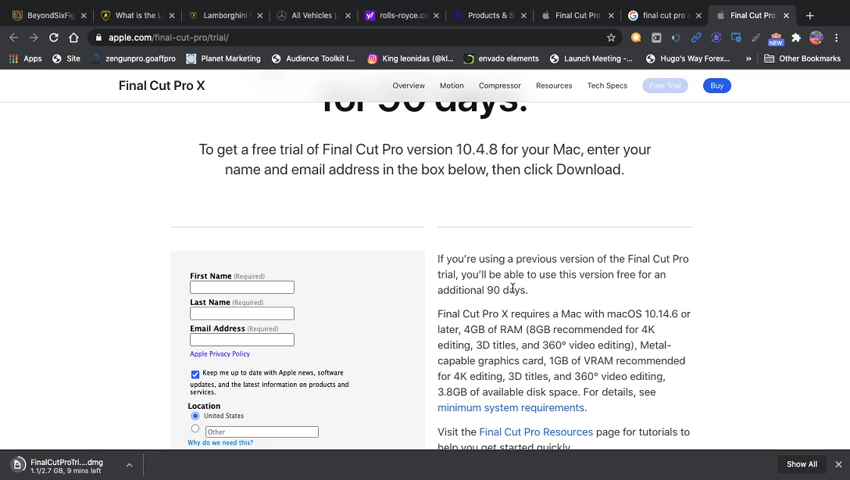 BeyondSixFig
What is the L
Lamborghini
All Vehicles |
rolls-royce.c
Products & S
Final Cut Pro
final cut pro
Final Cut Pro
apple.com/final-cut-pro/trial/
NEW
Apps
Site
zengunpro.goaffpro
Planet Marketing
Audience Toolkit I...
King leonidas (@kl...
envado elements
Launch Meeting -...
Hugo's Way Forex...
Other Bookmarks
Final Cut Pro X
Overview
Motion
Compressor
Resources
Tech Specs
Free Trial
Buy
for 90 days.
To get a free trial of Final Cut Pro version 10.4.8 for your Mac, enter your
name and email address in the box below, then click Download.
First Name (Required)
Last Name (Required)
Email Address (Required)
Apple Privacy Policy
Keep me up to date with Apple news, software
updates, and the latest information on products and
services.
Location
United States
Other
Why do we need this?
If you're using a previous version of the Final Cut Pro
trial, you'll be able to use this version free for an
additional 90 days.
Final Cut Pro X requires a Mac with macOS 10.14.6 or
later, 4GB of RAM (8GB recommended for 4K
editing, 3D titles, and 360° video editing), Metal-
capable graphics card, 1GB of VRAM recommended
for 4K editing, 3D titles, and 360° video editing,
3.8GB of available disk space. For details, see
minimum system requirements.
Visit the Final Cut Pro Resources page for tutorials to
help you get started quickly.
FinalCutProTri....dmg
1.1/2.7 GB, 9 mins left
Show All